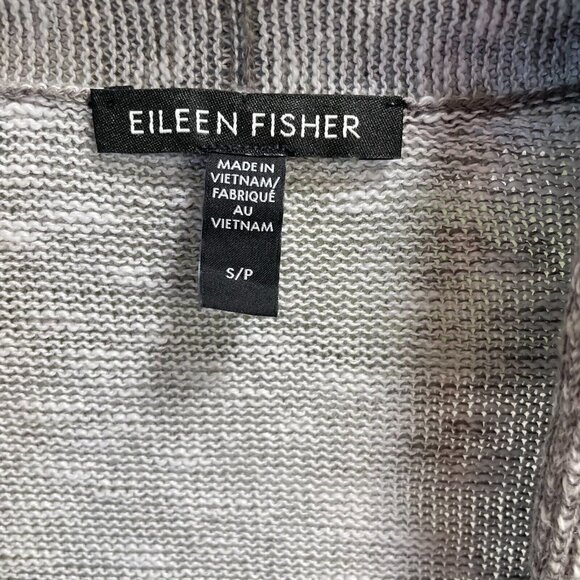 EILEEN FISHER
MADE IN
VIETNAM/
FABRIQUÉ
AU
VIETNAM
S/P